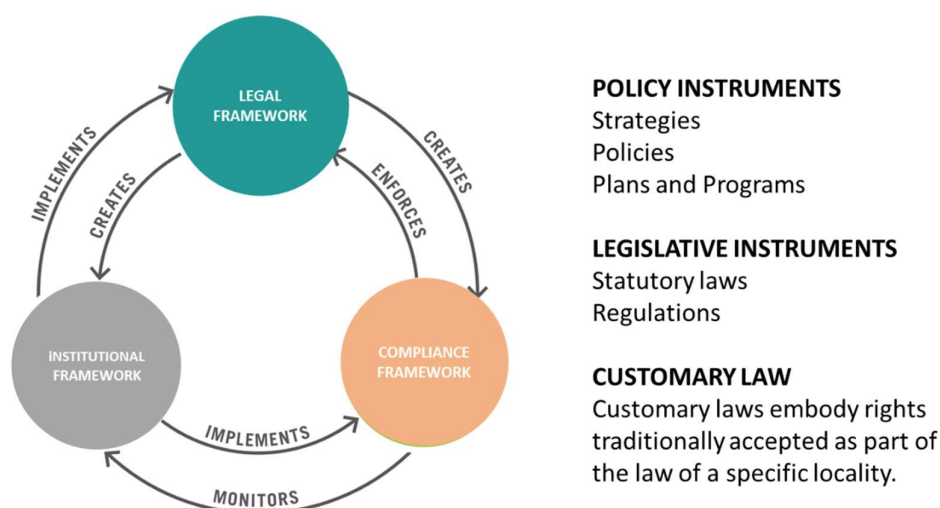 LEGAL
FRAMEWORK
IMPLEMENTS
CREATES
ENFORCES
CREATES
iNSTITUTIONAL
FRAMEWORK
COMPLIANCE
FRAMEWORK
IMPLEMENTS
MONITORS
POLICY INSTRUMENTS
Strategies
Policies
Plans and Programs
LEGISLATIVE INSTRUMENTS
Statutory laws
Regulations
CUSTOMARY LAW
Customary laws embody rights
traditionally accepted as part of
the law of a specific locality.